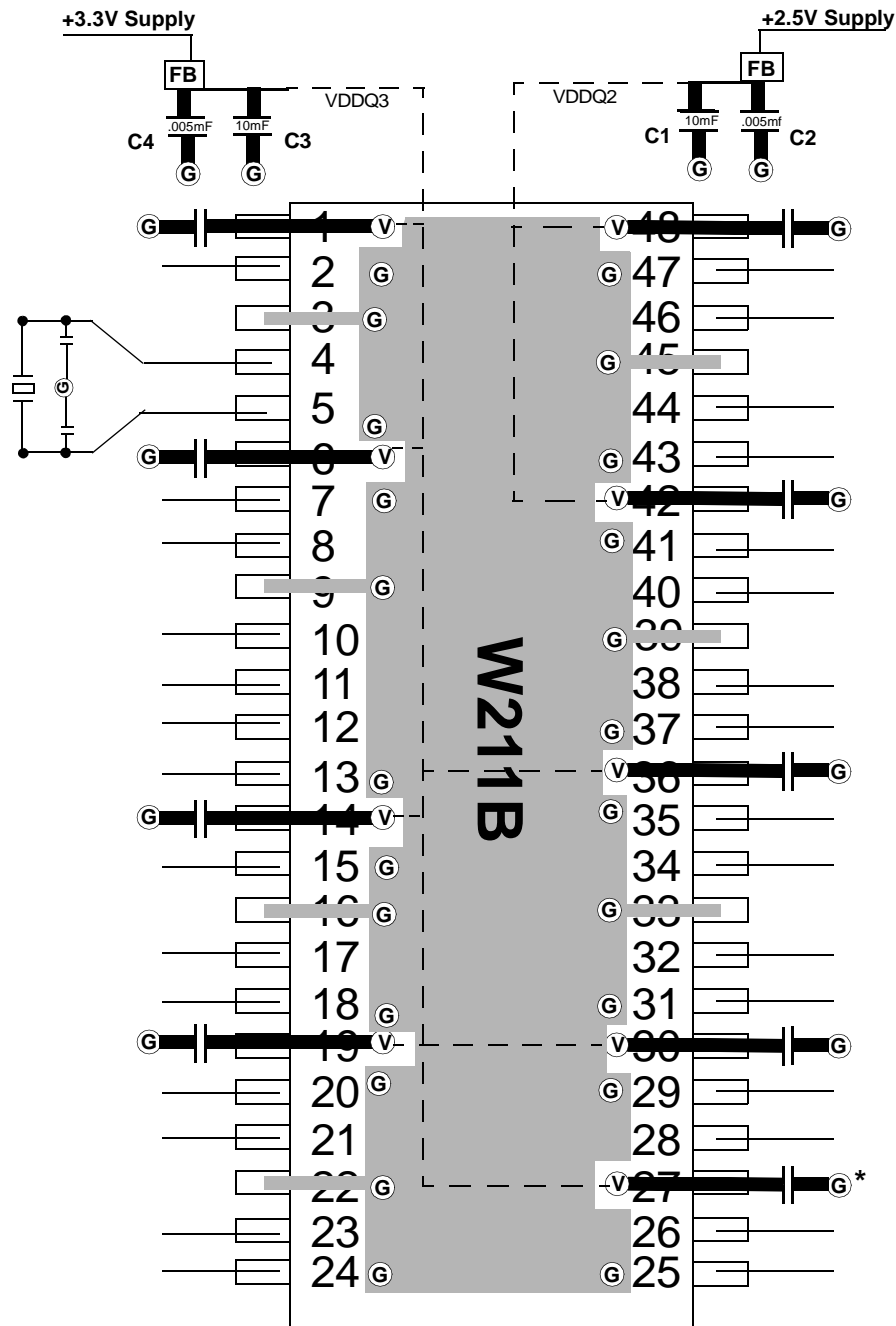 +3.3V Supply
+2.5V Supply
FB
FB
VDDQ3
VDDQ2
.005mF
10mF
10mF
.005mf
C4
C3
C1
C2
G
G
G
G
G
1
V
V
48
G
2
G
G
47
3
G
46
4
G
45
G
5
G
44
G
6
V
G
43
7
G
V
42
G
8
G
41
9
G
40
10
G
39
11
38
12
G
37
13
G
V
36
G
G
14
V
G
35
15
G
34
16
G
G
33
17
32
18
G
G
31
G
19
V
V
30
G
20
G
G
29
21
28
22
G
V
27
G*
23
26
24
G
G
25
W211B